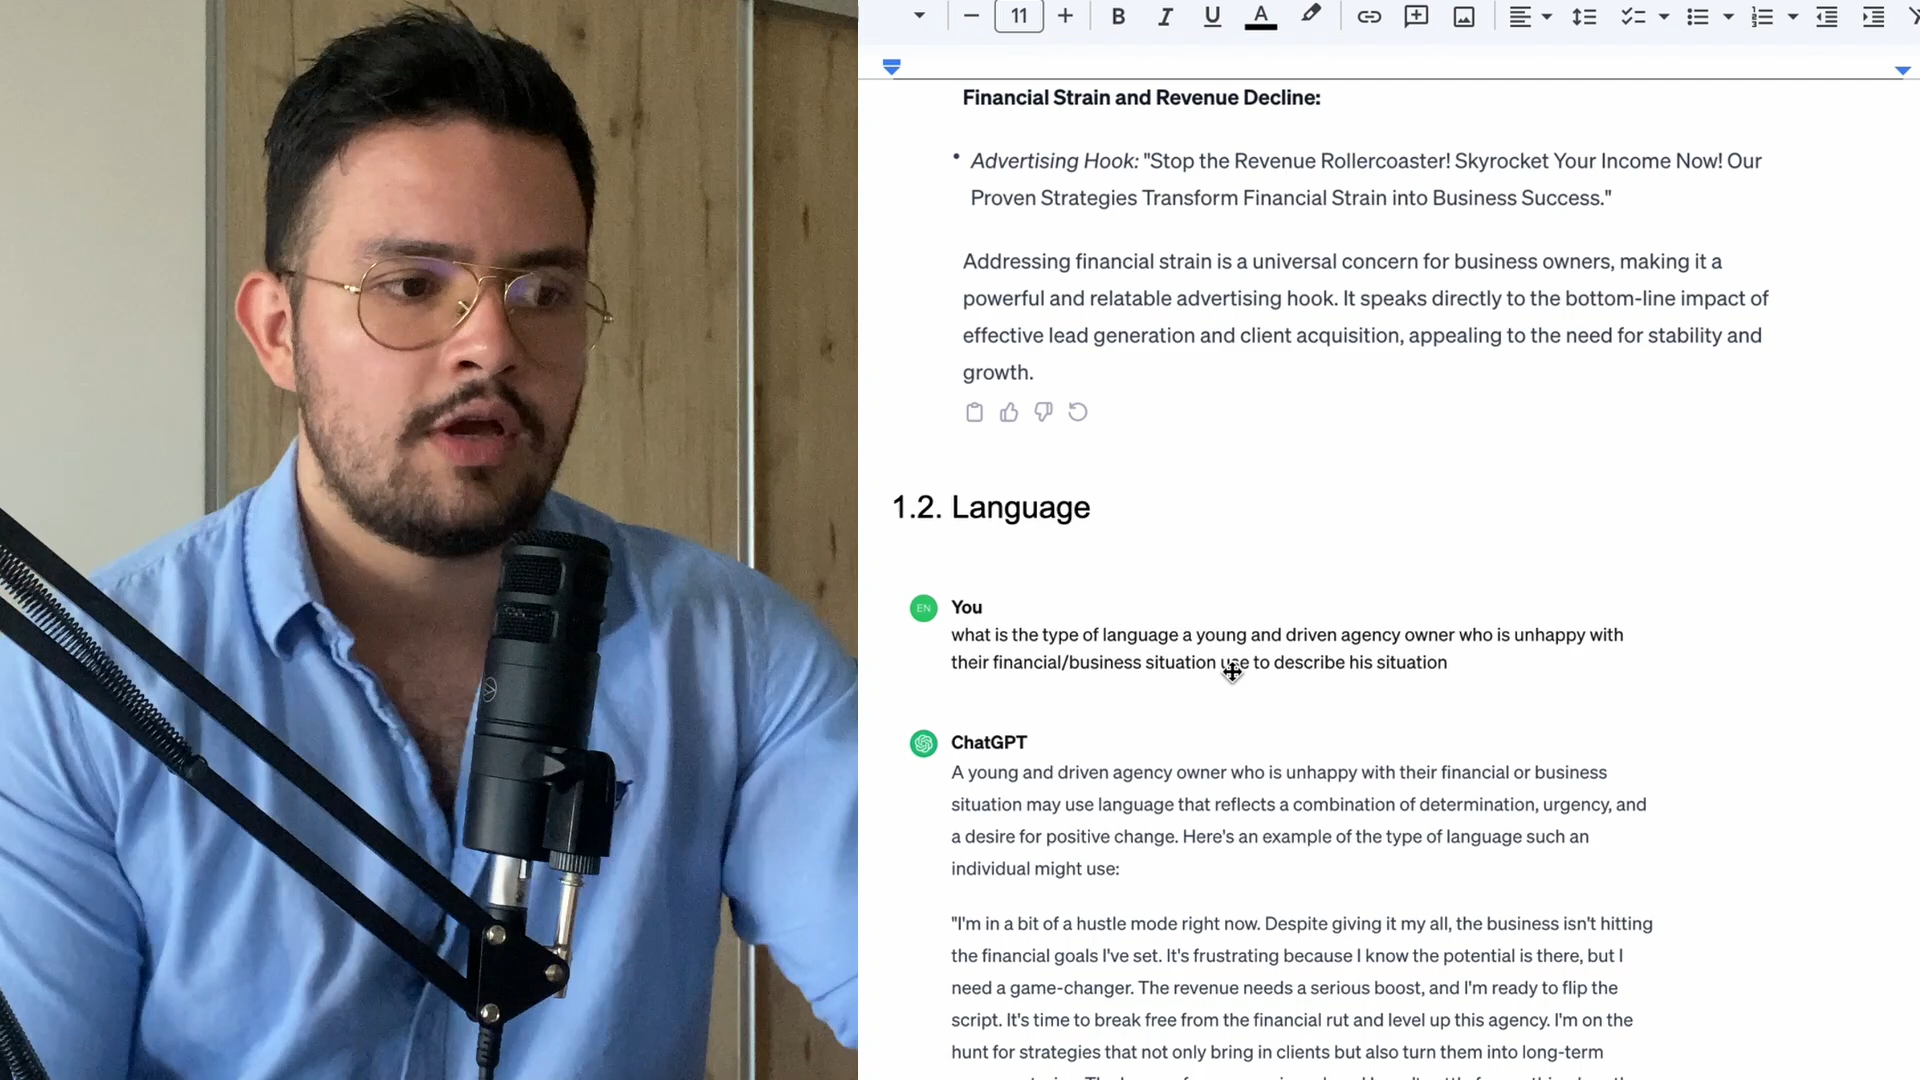 11
B I U A
Financial Strain and Revenue Decline:
• Advertising Hook: "Stop the Revenue Rollercoaster! Skyrocket Your Income Now! Our
Proven Strategies Transform Financial Strain into Business Success."
Addressing financial strain is a universal concern for business owners, making it a
powerful and relatable advertising hook. It speaks directly to the bottom-line impact of
effective lead generation and client acquisition, appealing to the need for stability and
growth.
1.2. Language
EN You
what is the type of language a young and driven agency owner who is unhappy with
their financial/business situation use to describe his situation
ChatGPT
A young and driven agency owner who is unhappy with their financial or business
situation may use language that reflects a combination of determination, urgency, and
a desire for positive change. Here's an example of the type of language such an
individual might use:
"I'm in a bit of a hustle mode right now. Despite giving it my all, the business isn't hitting
the financial goals I've set. It's frustrating because I know the potential is there, but I
need a game-changer. The revenue needs a serious boost, and I'm ready to flip the
script. It's time to break free from the financial rut and level up this agency. I'm on the
hunt for strategies that not only bring in clients but also turn them into long-term